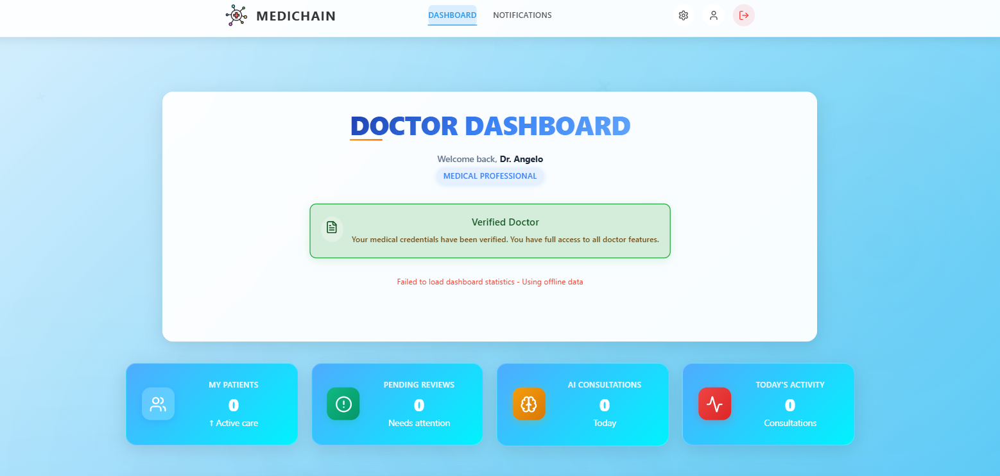 MEDICHAIN
DASHBOARD
NOTIFICATIONS
DOCTOR DASHBOARD
Welcome back, Dr. Angelo
MEDICAL PROFESSIONAL
Verified Doctor
Your medical credentials have been verified. You have full access to all doctor features.
Failed to load dashboard statistics - Using offline data
MY PATIENTS
0
↑ Active care
PENDING REVIEWS
0
Needs attention
AI CONSULTATIONS
0
Today
TODAY'S ACTIVITY
0
Consultations